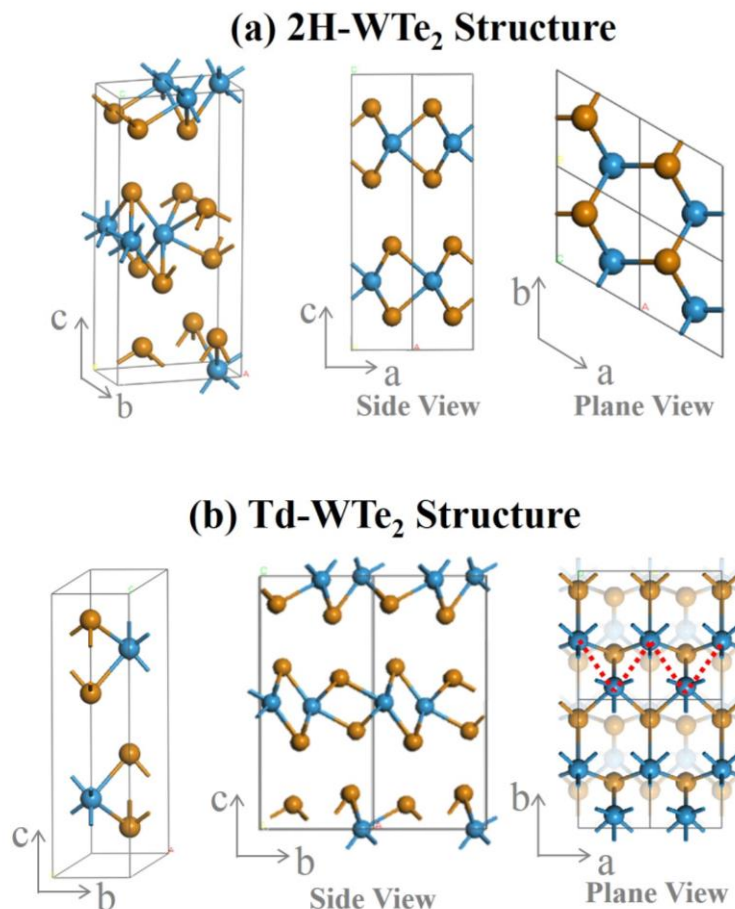 (a) 2H-WTe₂ Structure
c
b
c
a
Side View
b
a
Plane View
(b) Td-WTe₂ Structure
c
b
c
b
Side View
b
a
Plane View